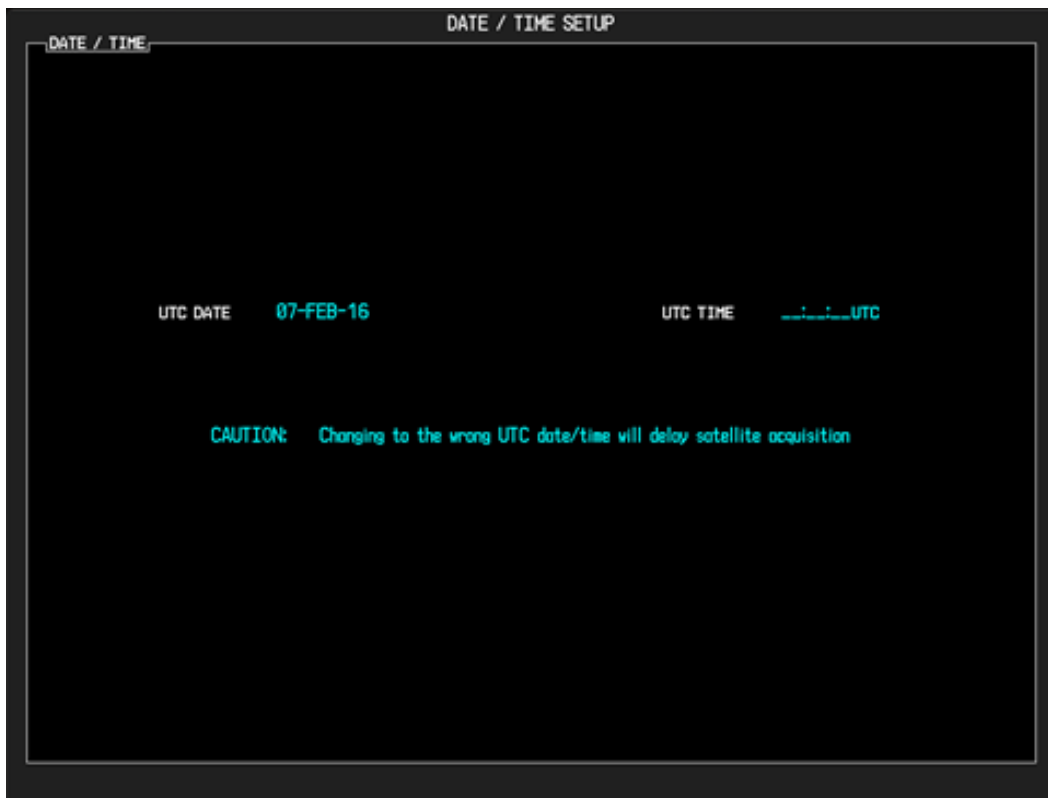 DATE / TIME SETUP
DATE / TIME
UTC DATE 07-FEB-16 UTC TIME __:__:__UTC
CAUTION: Changing to the wrong UTC date/time will delay satellite acquisition